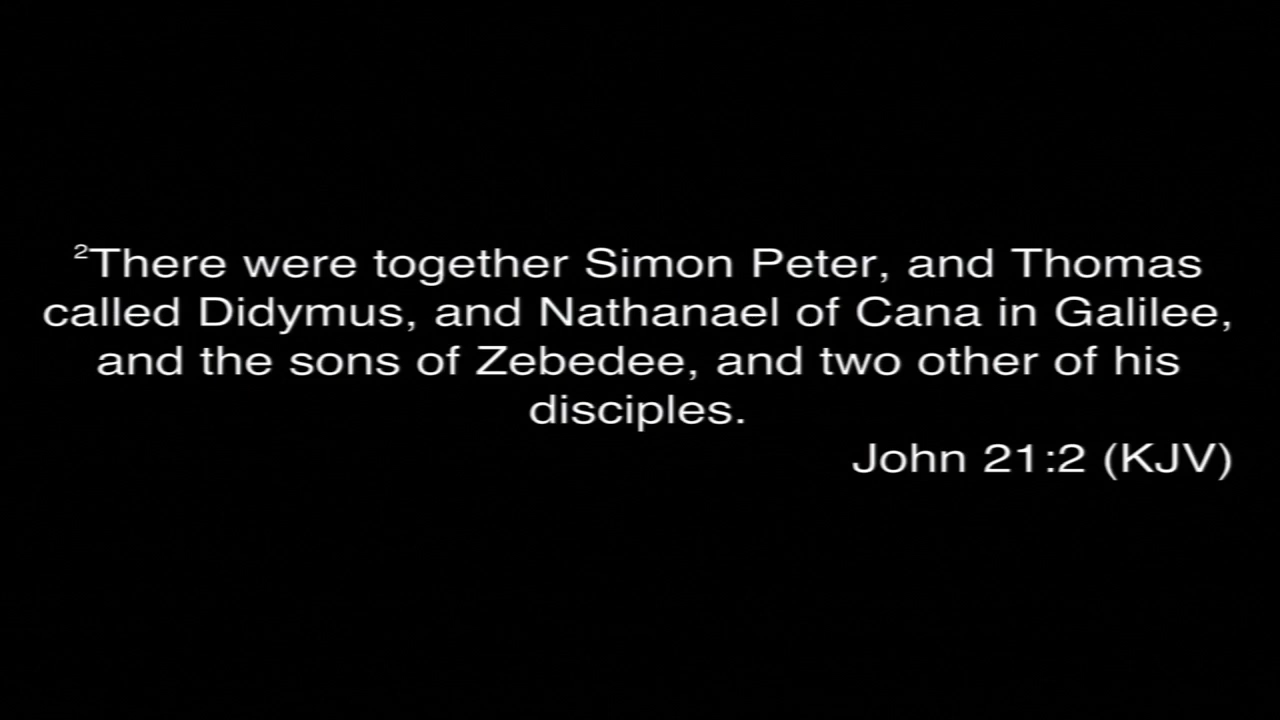 ²There were together Simon Peter, and Thomas
called Didymus, and Nathanael of Cana in Galilee,
and the sons of Zebedee, and two other of his
disciples.
John 21:2 (KJV)